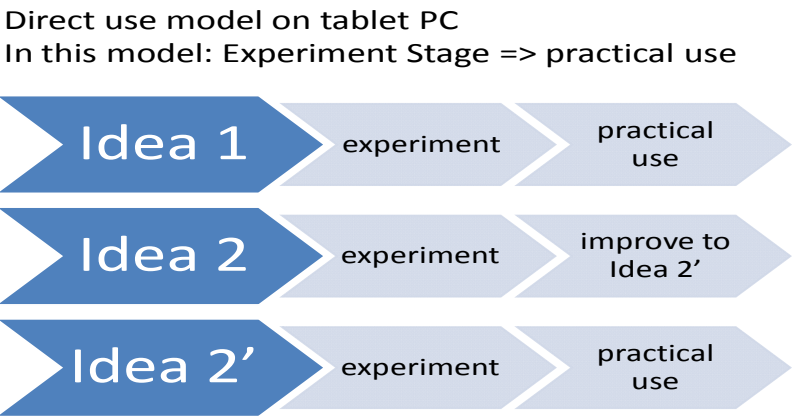 Direct use model on tablet PC
In this model: Experiment Stage => practical use
Idea 1
experiment
practical
use
Idea 2
experiment
improve to
Idea 2’
Idea 2’
experiment
practical
use